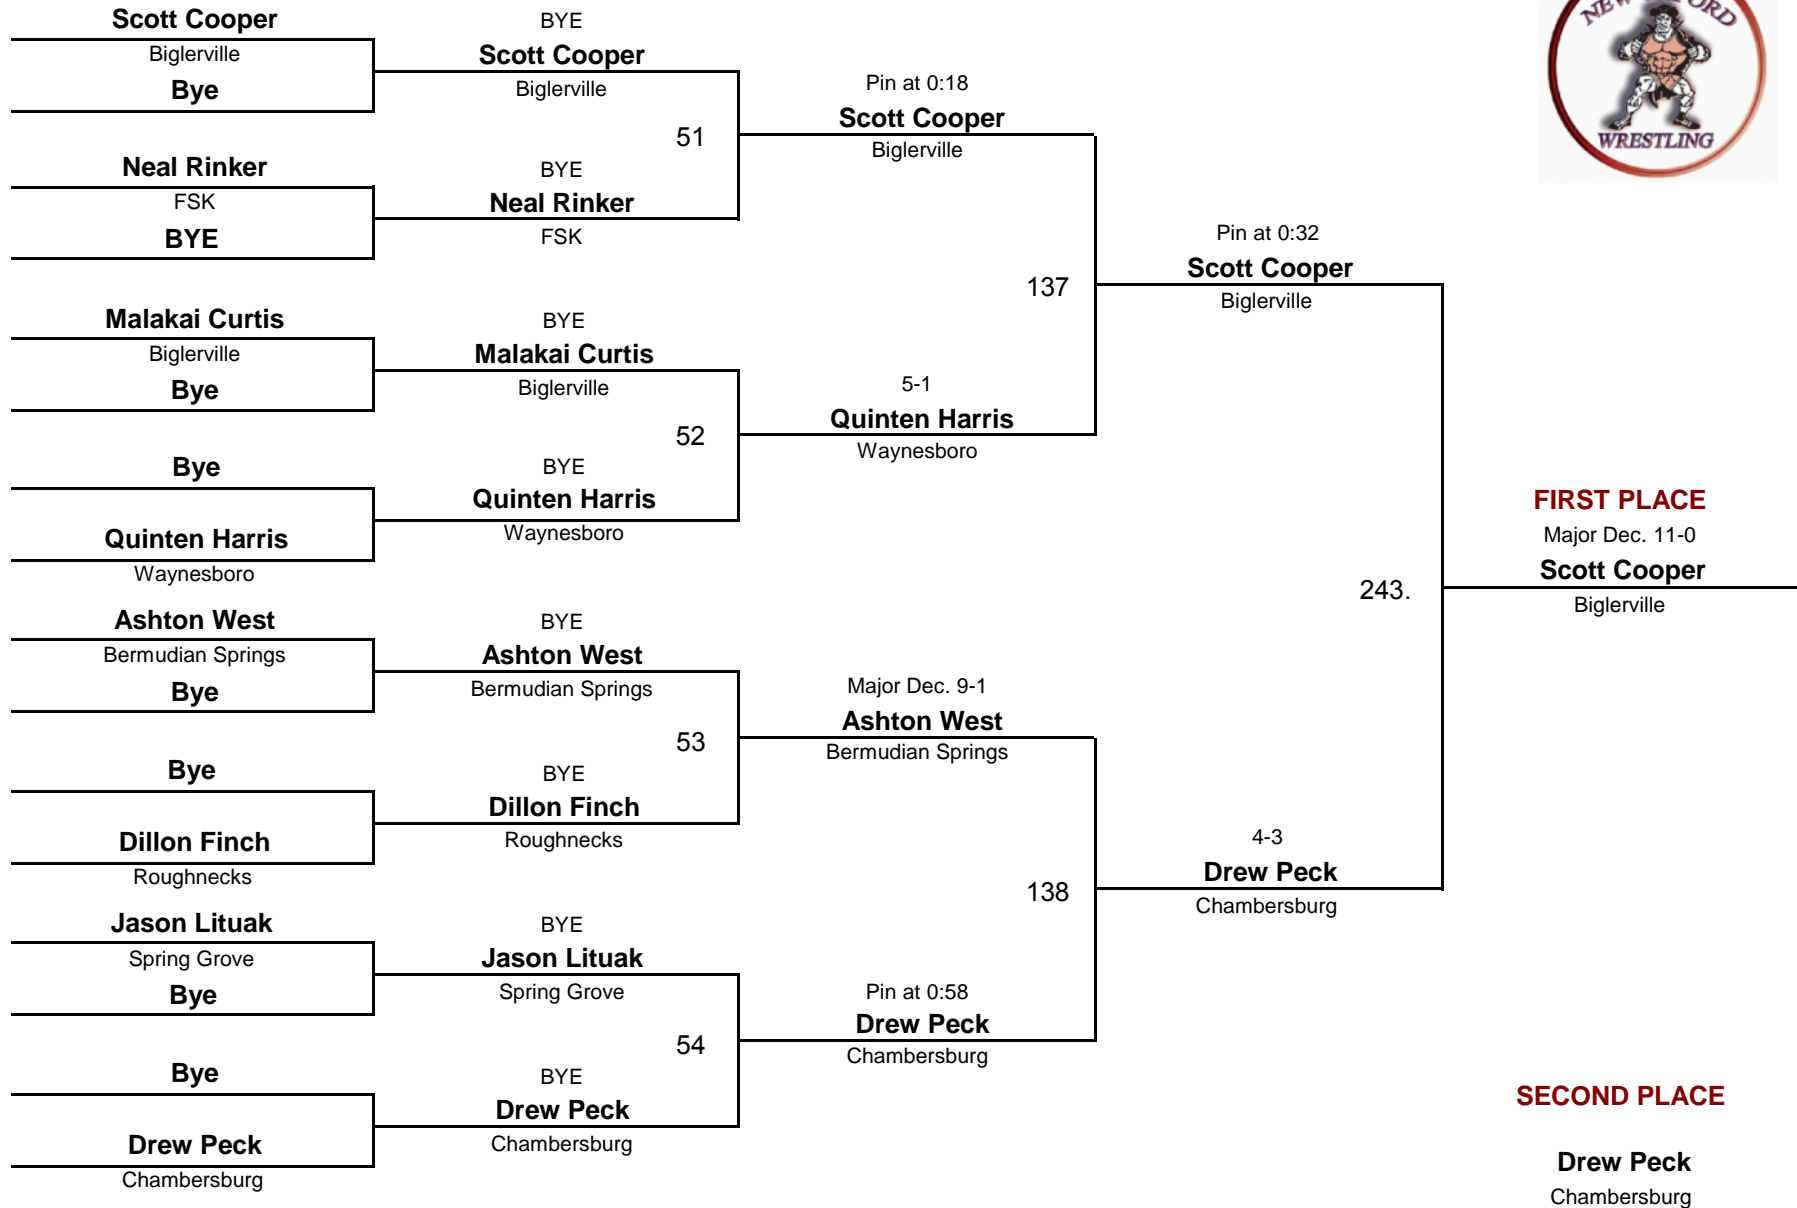 Scott Cooper
Biglerville
Bye
Neal Rinker
FSK
BYE
Malakai Curtis
Biglerville
Bye
Bye
Quinten Harris
Waynesboro
Ashton West
Bermudian Springs
Bye
Bye
Dillon Finch
Roughnecks
Jason Lituak
Spring Grove
Bye
Bye
Drew Peck
Chambersburg
BYE
Scott Cooper
Biglerville
51
BYE
Neal Rinker
FSK
BYE
Malakai Curtis
Biglerville
52
BYE
Quinten Harris
Waynesboro
BYE
Ashton West
Bermudian Springs
53
BYE
Dillon Finch
Roughnecks
BYE
Jason Lituak
Spring Grove
54
BYE
Drew Peck
Chambersburg
Pin at 0:18
Scott Cooper
Biglerville
137
5-1
Quinten Harris
Waynesboro
Major Dec. 9-1
Ashton West
Bermudian Springs
138
Pin at 0:58
Drew Peck
Chambersburg
Pin at 0:32
Scott Cooper
Biglerville
243.
4-3
Drew Peck
Chambersburg
NEW
WRESTLING
FIRST PLACE
Major Dec. 11-0
Scott Cooper
Biglerville
SECOND PLACE
Drew Peck
Chambersburg